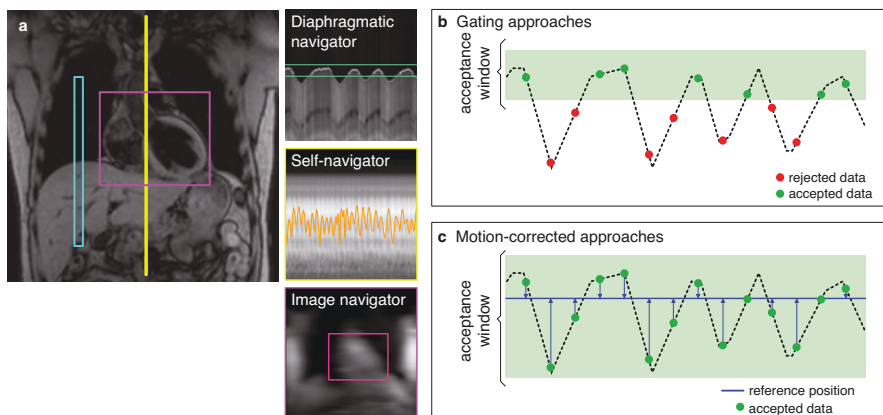 a
Diaphragmatic
navigator
Self-navigator
Image navigator
b Gating approaches
acceptance
window
rejected data
accepted data
c Motion-corrected approaches
acceptance
window
reference position
accepted data